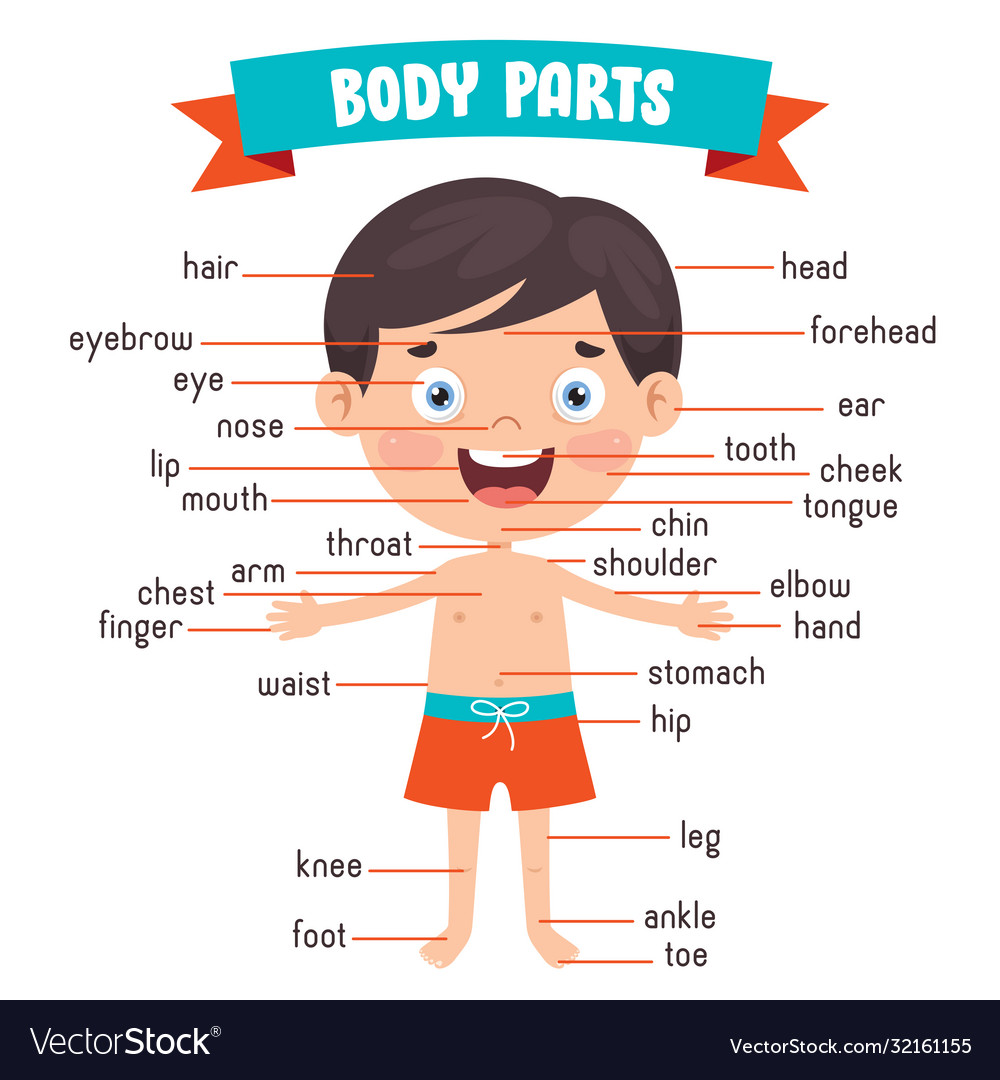 BODY PARTS
hair
head
eyebrow
forehead
eye
ear
nose
tooth
lip
cheek
mouth
tongue
chin
throat
shoulder
arm
elbow
chest
finger
hand
stomach
waist
hip
leg
knee
ankle
foot
toe
VectorStock®
VectorStock.com/32161155